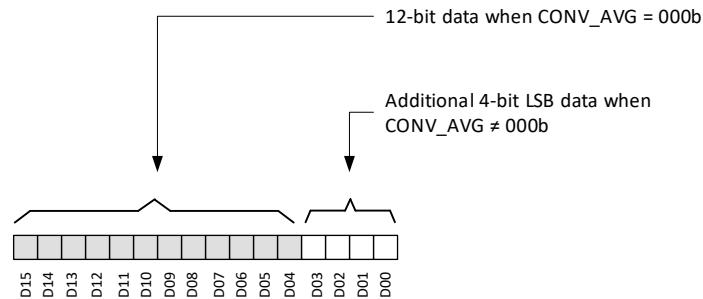 12-bit data when CONV_AVG = 000b
Additional 4-bit LSB data when
CONV_AVG ≠ 000b
D15
D14
D13
D12
D11
D10
D09
D08
D07
D06
D05
D04
D03
D02
D01
D00